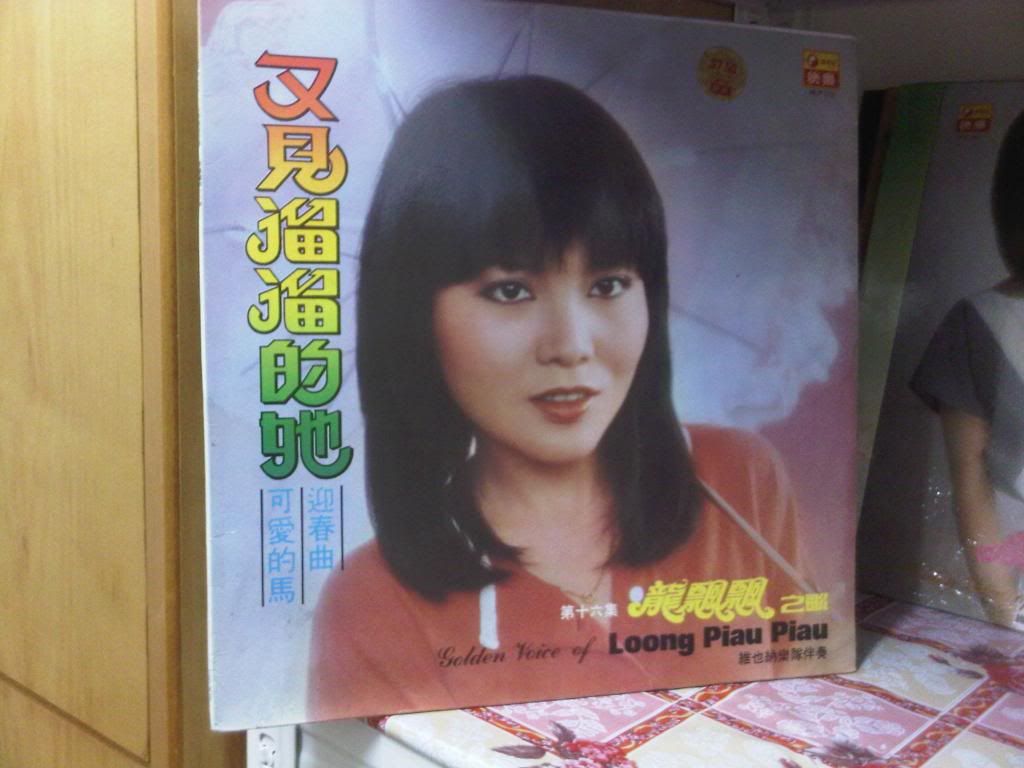 又見溜溜的她
迎春曲
可愛的馬
第十六集
龍飄飄之歌
Golden Voice of Loong Piau Piau
維也納樂隊伴奏